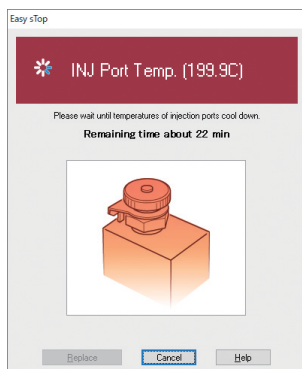 Easy sTop
INJ Port Temp. (199.9C)
Please wait until temperatures of injection ports cool down.
Remaining time about 22 min
Replace
Cancel
Help